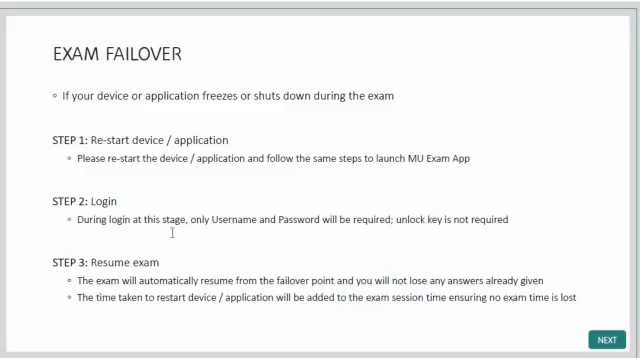 EXAM FAILOVER
◦ If your device or application freezes or shuts down during the exam
STEP 1: Re-start device / application
◦ Please re-start the device / application and follow the same steps to launch MU Exam App
STEP 2: Login
◦ During login at this stage, only Username and Password will be required; unlock key is not required
STEP 3: Resume exam
◦ The exam will automatically resume from the failover point and you will not lose any answers already given
◦ The time taken to restart device / application will be added to the exam session time ensuring no exam time is lost
NEXT